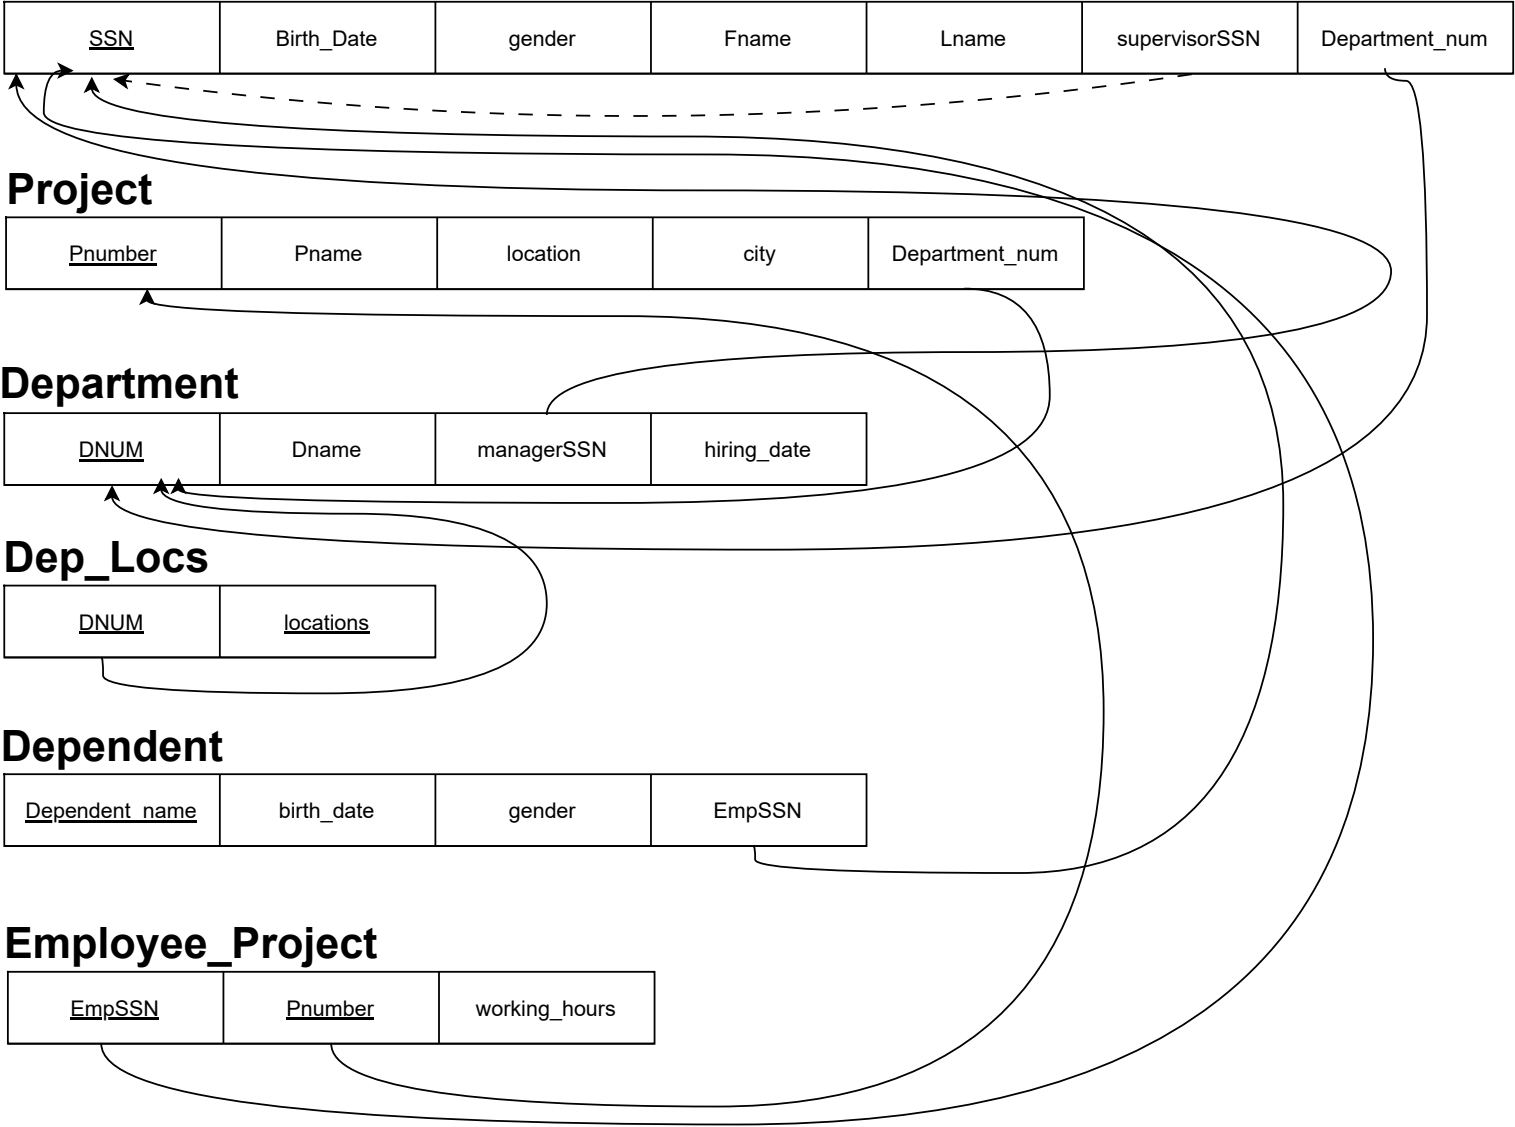 SSN Birth_Date gender Fname Lname supervisorSSN Department_num
Project
Pnumber Pname location city Department_num
Department
DNUM Dname managerSSN hiring_date
Dep_Locs
DNUM locations
Dependent
Dependent_name birth_date gender EmpSSN
Employee_Project
EmpSSN Pnumber working_hours